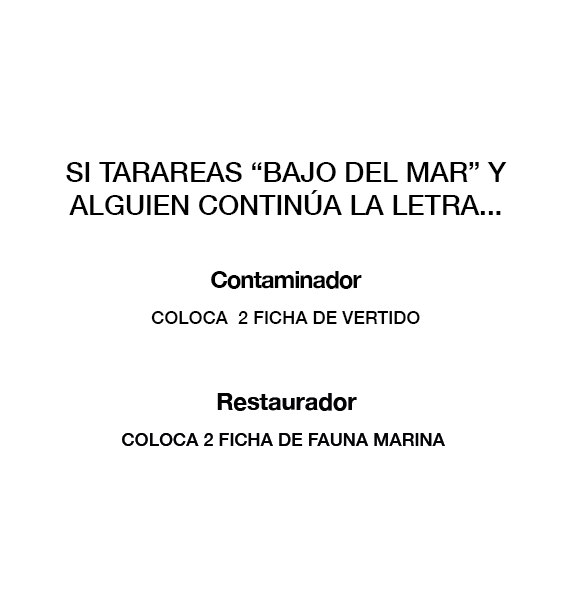 SI TARAREAS “BAJO DEL MAR” Y
ALGUIEN CONTINÚA LA LETRA...
Contaminador
COLOCA  2 FICHA DE VERTIDO
Restaurador
COLOCA 2 FICHA DE FAUNA MARINA